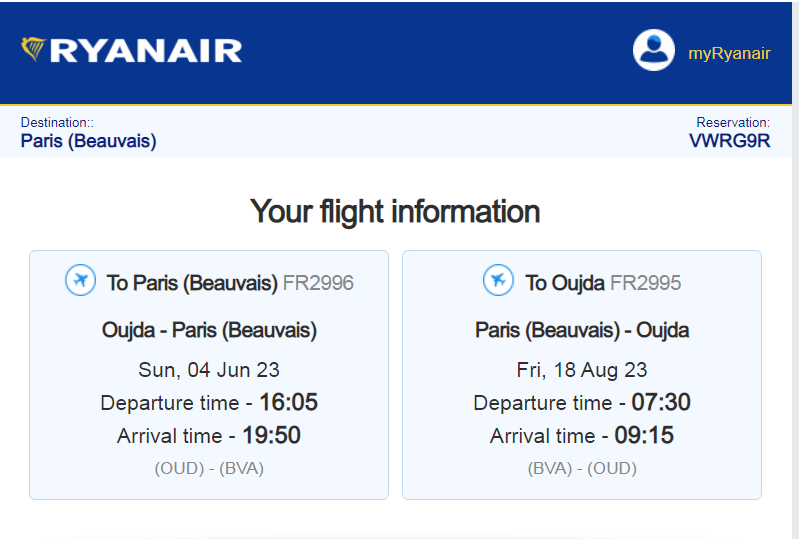 RYANAIR
myRyanair
Destination::
Paris (Beauvais)
Reservation:
VWRG9R
Your flight information
To Paris (Beauvais) FR2996
Oujda - Paris (Beauvais)
Sun, 04 Jun 23
Departure time - 16:05
Arrival time - 19:50
(OUD) - (BVA)
To Oujda FR2995
Paris (Beauvais) - Oujda
Fri, 18 Aug 23
Departure time - 07:30
Arrival time - 09:15
(BVA) - (OUD)